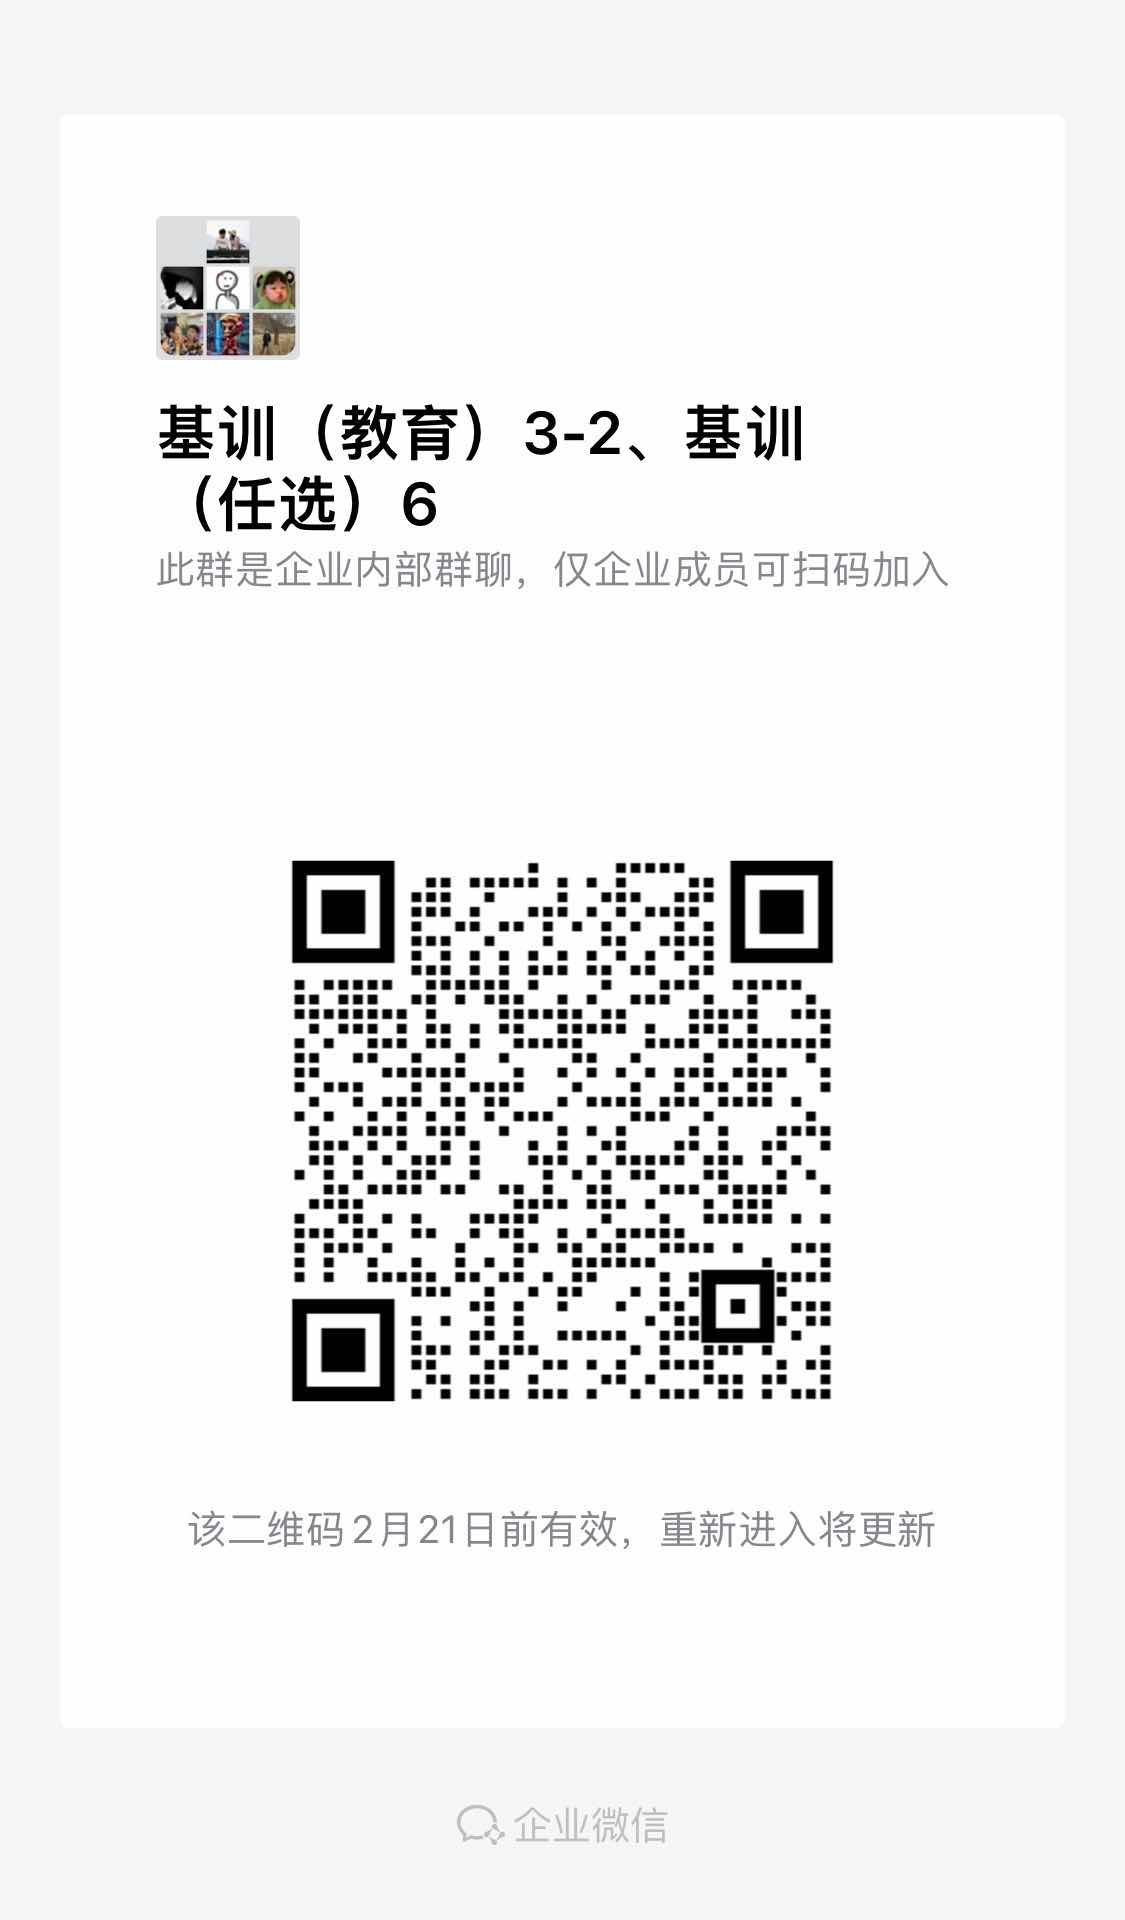 基训（教育）3-2、基训
（任选）6
此群是企业内部群聊，仅企业成员可扫码加入
该二维码2月21日前有效，重新进入将更新
企业微信